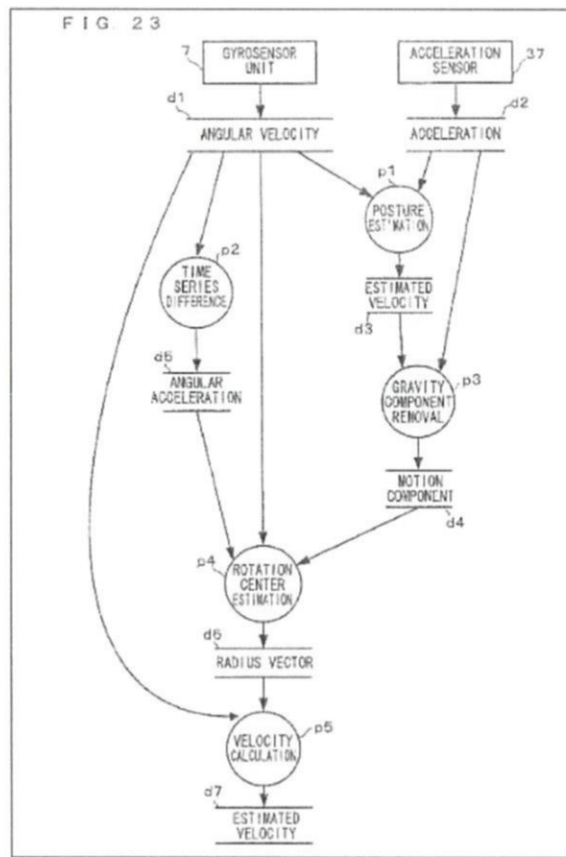 FIG. 23
7
GYROSENSOR
UNIT
ACCELERATION
SENSOR
37
d1
ANGULAR VELOCITY
d2
ACCELERATION
p1
POSTURE
ESTIMATION
p2
TIME
SERIES
DIFFERENCE
ESTIMATED
VELOCITY
d3
d5
ANGULAR
ACCELERATION
GRAVITY
COMPONENT
REMOVAL
p3
MOTION
COMPONENT
d4
p4
ROTATION
CENTER
ESTIMATION
d6
RADIUS VECTOR
VELOCITY
CALCULATION
p5
d7
ESTIMATED
VELOCITY